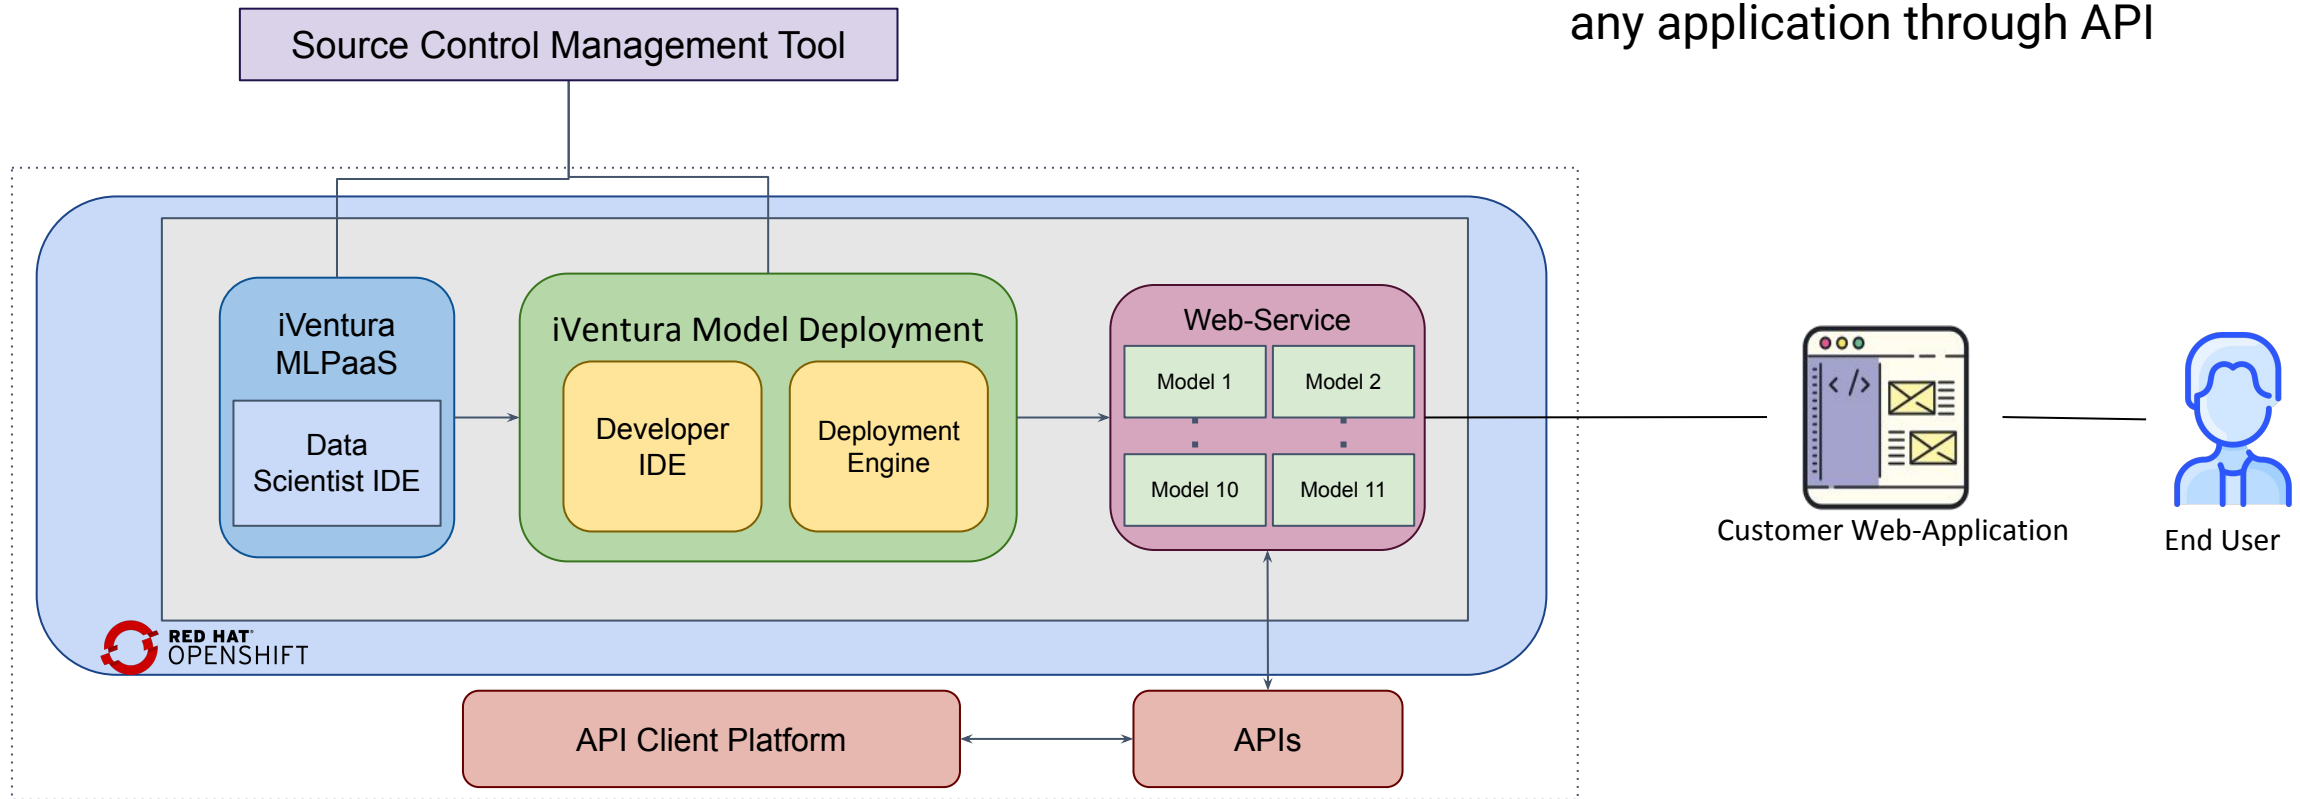 any application through API
Source Control Management Tool
iVentura
MLPaaS
Data
Scientist IDE
iVentura Model Deployment
Developer
IDE
Deployment
Engine
Web-Service
Model 1
Model 2
Model 10
Model 11
</>
Customer Web-Application
End User
RED HAT
OPENSHIFT
API Client Platform
APIs